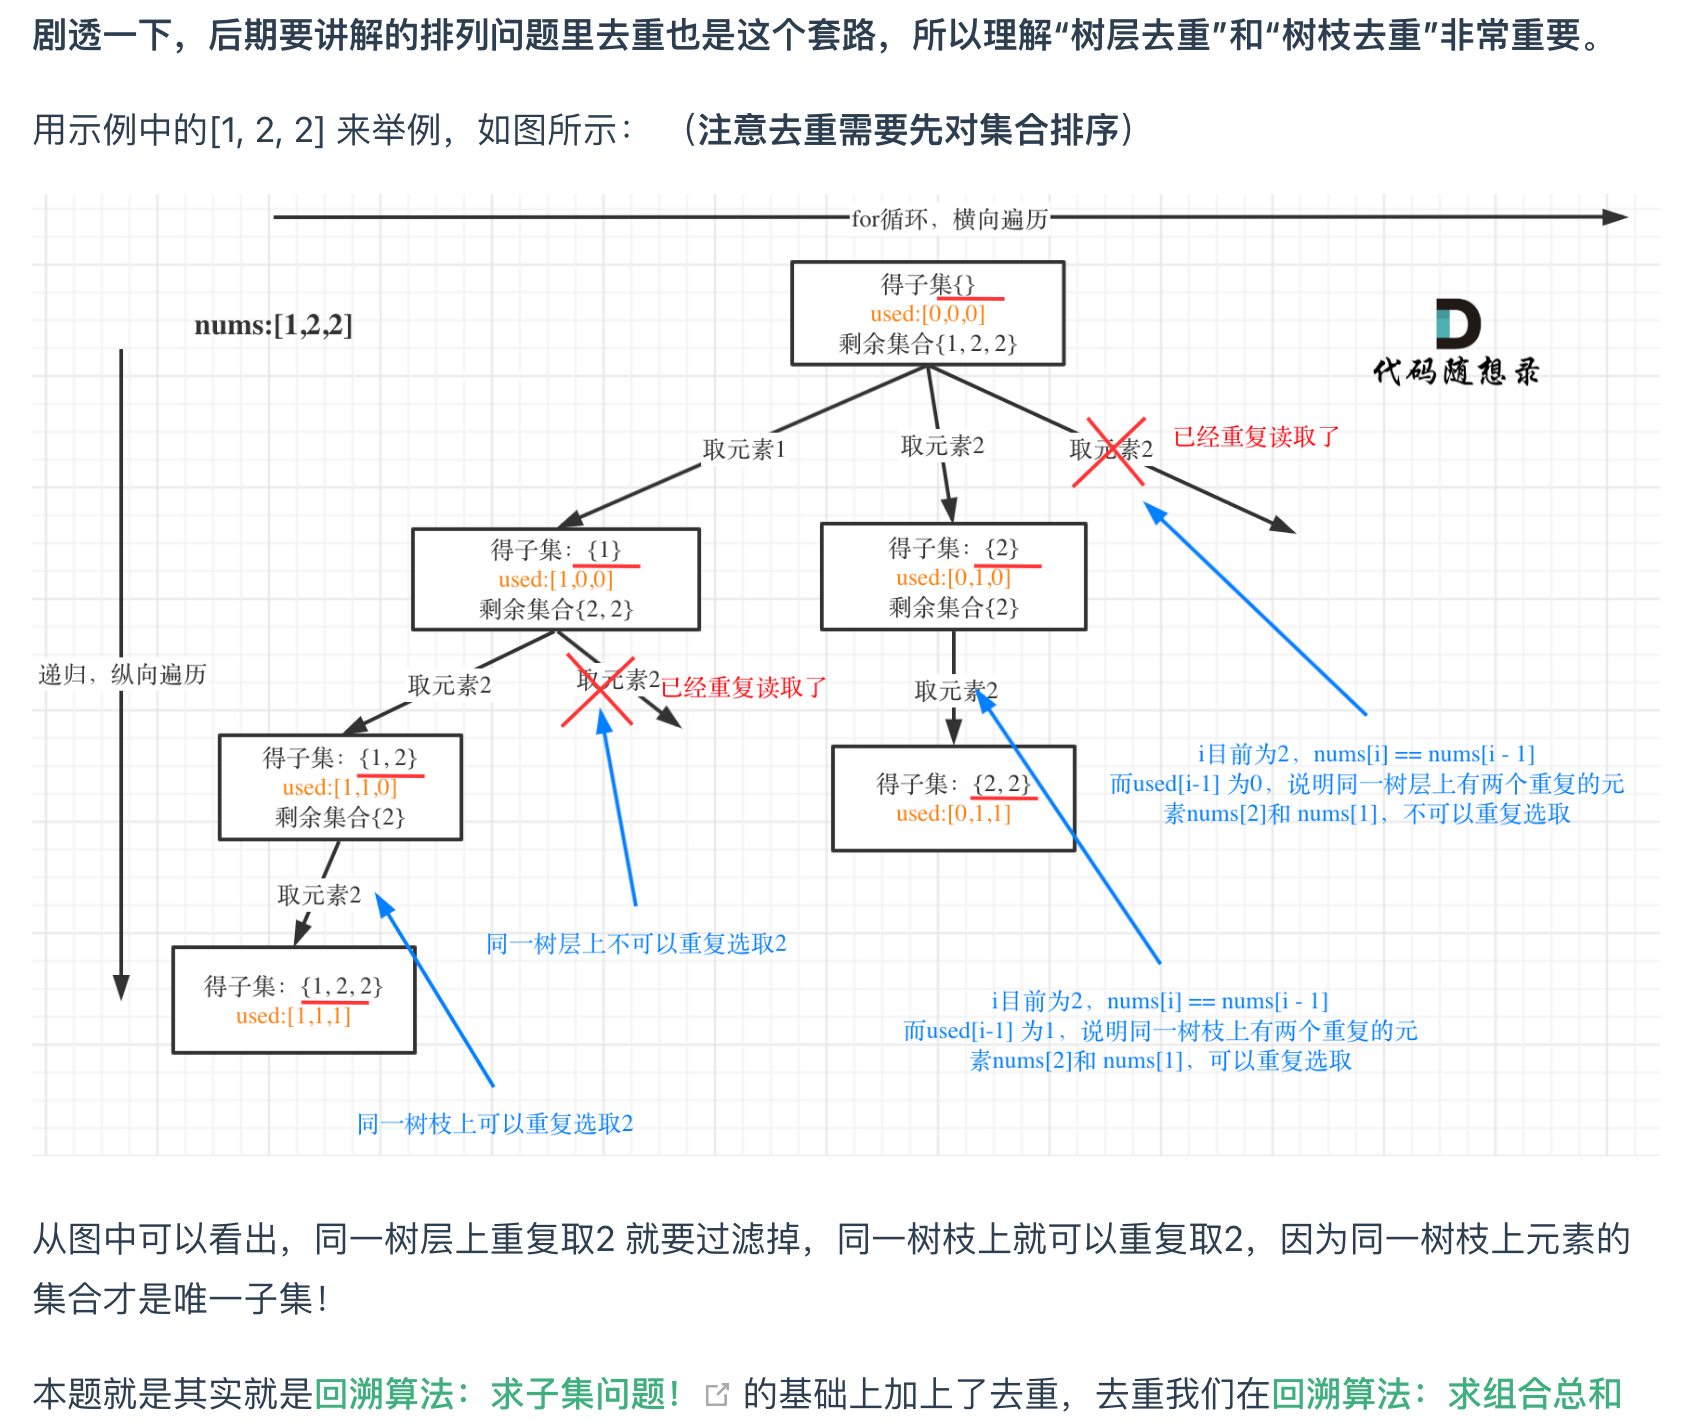 剧透一下，后期要讲解的排列问题里去重也是这个套路，所以理解“树层去重”和“树枝去重”非常重要。
用示例中的[1, 2, 2] 来举例，如图所示： （注意去重需要先对集合排序）
for循环，横向遍历
得子集{}
used:[0,0,0]
剩余集合{1, 2, 2}
nums:[1,2,2]
代码随想录
取元素1
取元素2
取元素2
已经重复读取了
得子集：{1}
used:[1,0,0]
剩余集合{2, 2}
得子集：{2}
used:[0,1,0]
剩余集合{2}
递归，纵向遍历
取元素2
取元素2
已经重复读取了
取元素2
得子集：{1, 2}
used:[1,1,0]
剩余集合{2}
得子集：{2, 2}
used:[0,1,1]
i目前为2，nums[i] == nums[i - 1]
而used[i-1] 为0，说明同一树层上有两个重复的元
素nums[2]和 nums[1]，不可以重复选取
取元素2
同一树层上不可以重复选取2
得子集：{1, 2, 2}
used:[1,1,1]
i目前为2，nums[i] == nums[i - 1]
而used[i-1] 为1，说明同一树枝上有两个重复的元
素nums[2]和 nums[1]，可以重复选取
同一树枝上可以重复选取2
从图中可以看出，同一树层上重复取2 就要过滤掉，同一树枝上就可以重复取2，因为同一树枝上元素的
集合才是唯一子集！
本题就是其实就是回溯算法：求子集问题！ 的基础上加上了去重，去重我们在回溯算法：求组合总和